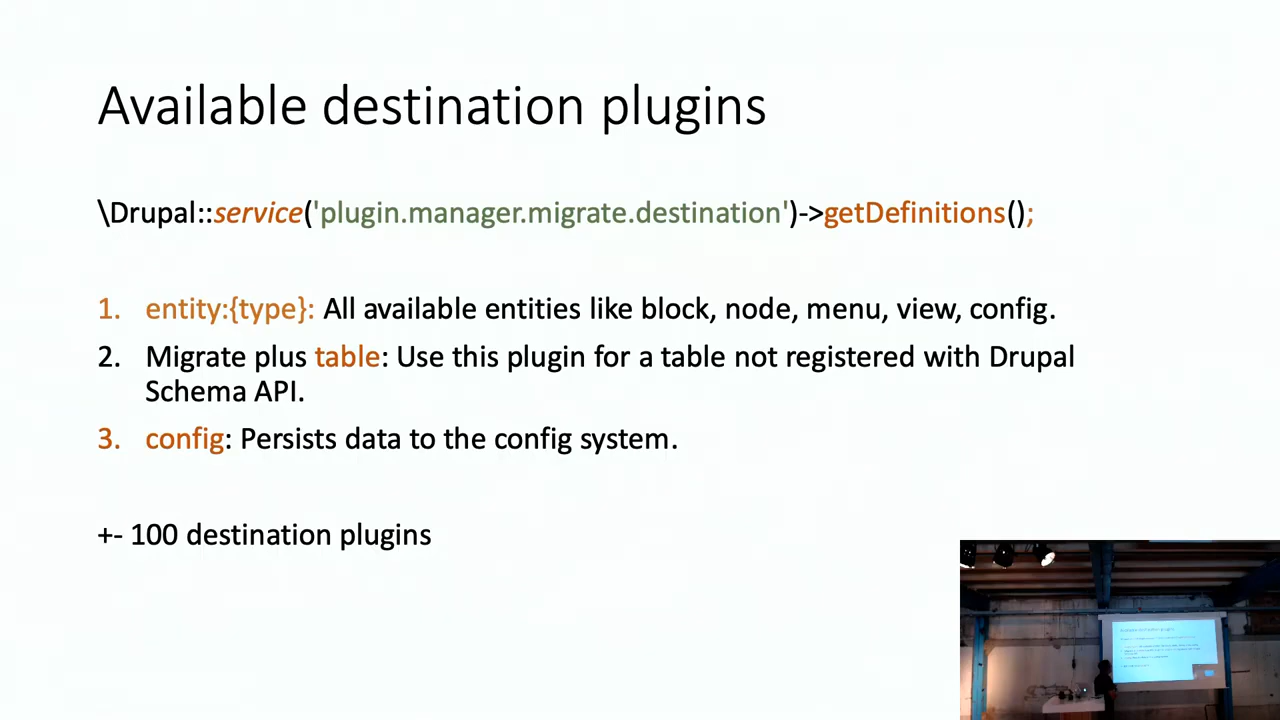 Available destination plugins
\Drupal::service('plugin.manager.migrate.destination')->getDefinitions();
1. entity:{type}: All available entities like block, node, menu, view, config.
2. Migrate plus table: Use this plugin for a table not registered with Drupal
Schema API.
3. config: Persists data to the config system.
+- 100 destination plugins